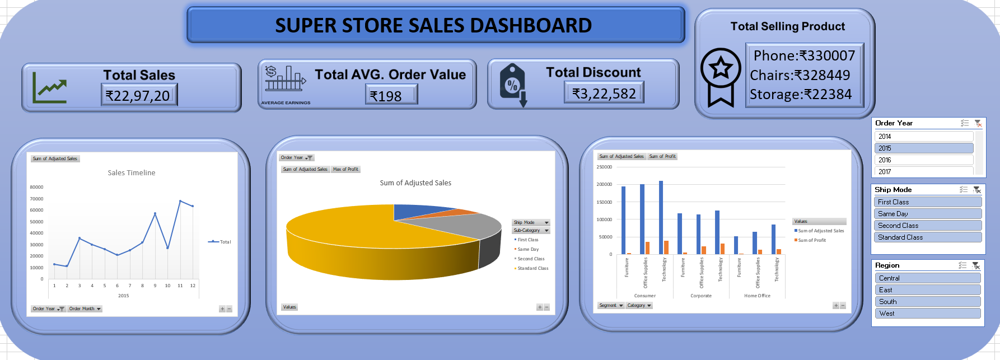 SUPER STORE SALES DASHBOARD
Total Sales
₹22,97,20
AVERAGE EARNINGS
Total AVG. Order Value
₹198
%
Total Discount
₹3,22,582
Total Selling Product
Phone:₹330007
Chairs:₹328449
Storage:₹22384
Sum of Adjusted Sales
Sales Timeline
80000
70000
60000
50000
40000
30000
20000
10000
0
1 2 3 4 5 6 7 8 9 10 11 12
2015
Total
Order Year Order Month
Order Year
Sum of Adjusted Sales Max of Profit
Sum of Adjusted Sales
Ship Mode
Sub-Category
First Class
Same Day
Second Class
Standard Class
Values
Sum of Adjusted Sales Sum of Profit
250000
200000
150000
100000
50000
0
Furniture Office Supplies Technology Furniture Office Supplies Technology Furniture Office Supplies Technology
Consumer Corporate Home Office
Values
Sum of Adjusted Sales
Sum of Profit
Segment Category
Order Year
2014
2015
2016
2017
Ship Mode
First Class
Same Day
Second Class
Standard Class
Region
Central
East
South
West